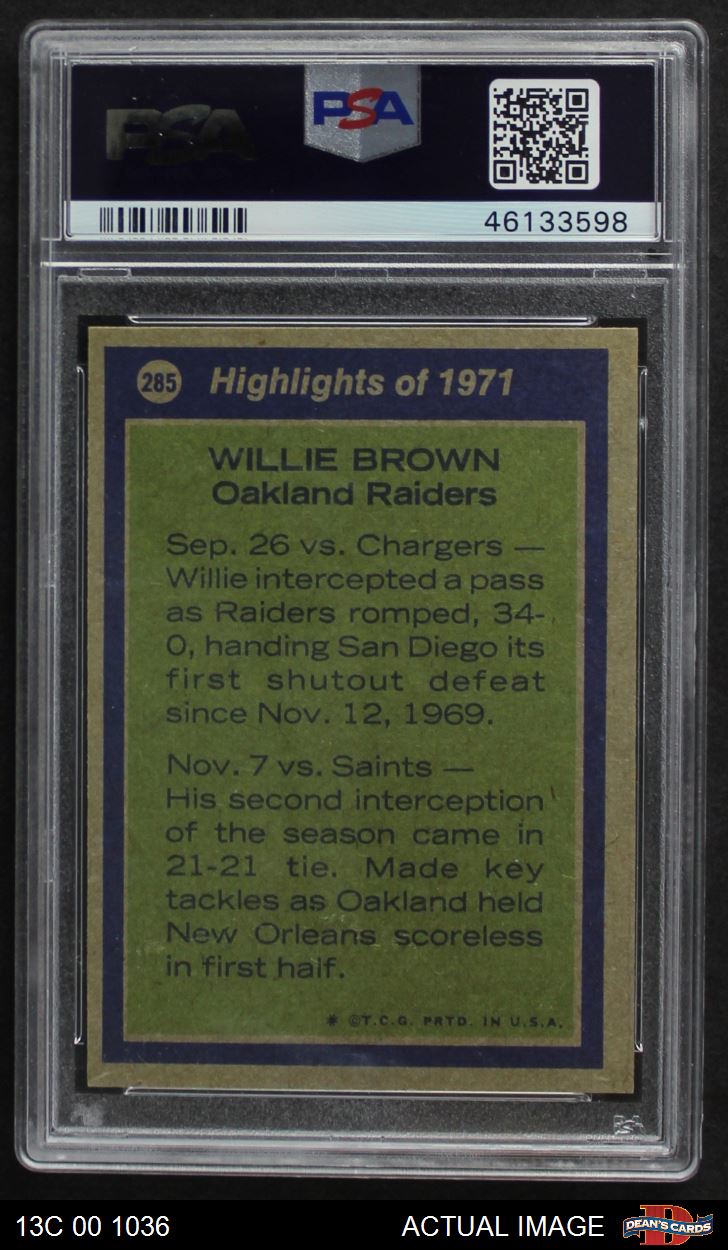 PSA
PSA
46133598
285 Highlights of 1971
WILLIE BROWN
Oakland Raiders
Sep. 26 vs. Chargers —
Willie intercepted a pass
as Raiders romped, 34-
0, handing San Diego its
first shutout defeat
since Nov. 12, 1969.
Nov. 7 vs. Saints —
His second interception
of the season came in
21-21 tie. Made key
tackles as Oakland held
New Orleans scoreless
in first half.
* ©T.C.G. PRTD. IN U.S.A.
PSA
13C 00 1036
ACTUAL IMAGE
DEAN'S CARDS